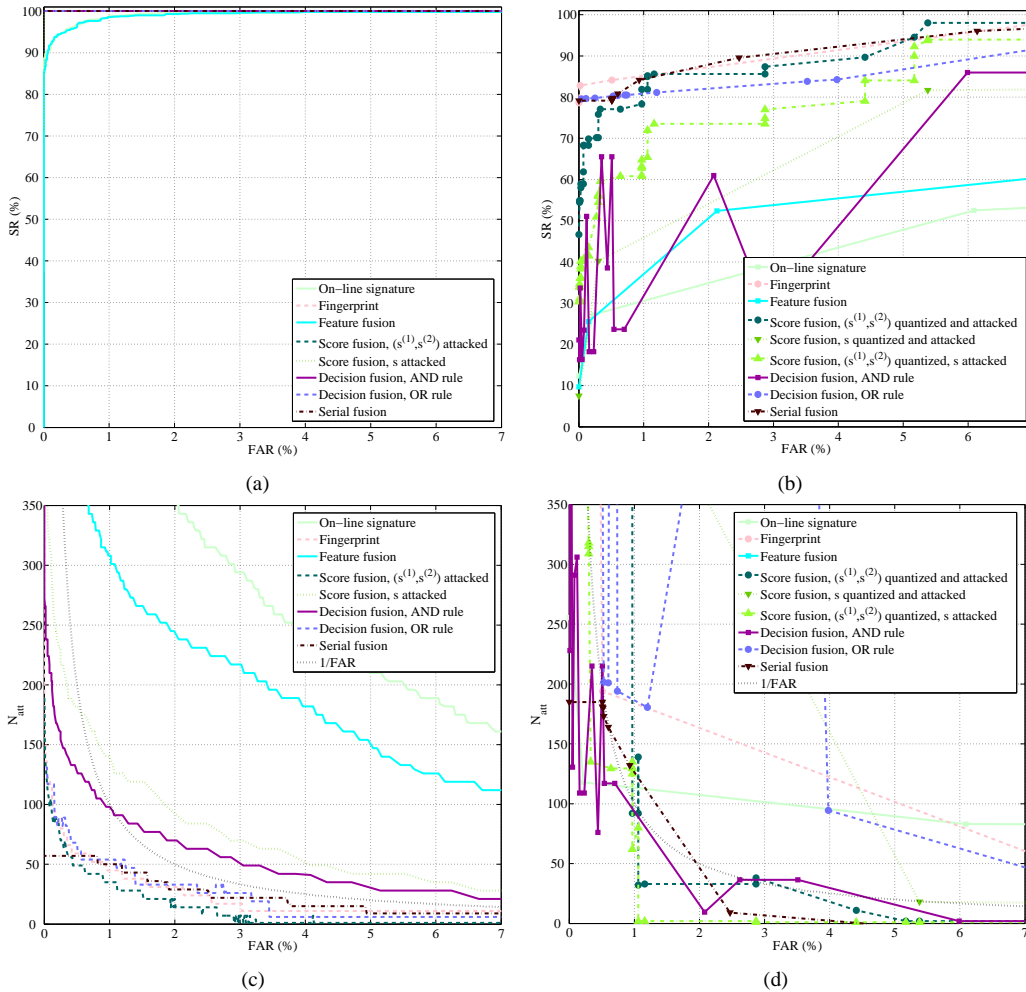 100
90
80
70
60
50
40
30
20
10
0
SR (%)
0 1 2 3 4 5 6 7
FAR (%)
On−line signature
Fingerprint
Feature fusion
Score fusion, (s(1),s(2)) attacked
Score fusion, s attacked
Decision fusion, AND rule
Decision fusion, OR rule
Serial fusion
(a)
100
90
80
70
60
50
40
30
20
10
0
SR (%)
0 1 2 3 4 5 6
FAR (%)
On−line signature
Fingerprint
Feature fusion
Score fusion, (s(1),s(2)) quantized and attacked
Score fusion, s quantized and attacked
Score fusion, (s(1),s(2)) quantized, s attacked
Decision fusion, AND rule
Decision fusion, OR rule
Serial fusion
(b)
350
300
250
200
150
100
50
0
Natt
0 1 2 3 4 5 6 7
FAR (%)
On−line signature
Fingerprint
Feature fusion
Score fusion, (s(1),s(2)) attacked
Score fusion, s attacked
Decision fusion, AND rule
Decision fusion, OR rule
Serial fusion
1/FAR
(c)
350
300
250
200
150
100
50
0
Natt
0 1 2 3 4 5 6 7
FAR (%)
On−line signature
Fingerprint
Feature fusion
Score fusion, (s(1),s(2)) quantized and attacked
Score fusion, s quantized and attacked
Score fusion, (s(1),s(2)) quantized, s attacked
Decision fusion, AND rule
Decision fusion, OR rule
Serial fusion
1/FAR
(d)